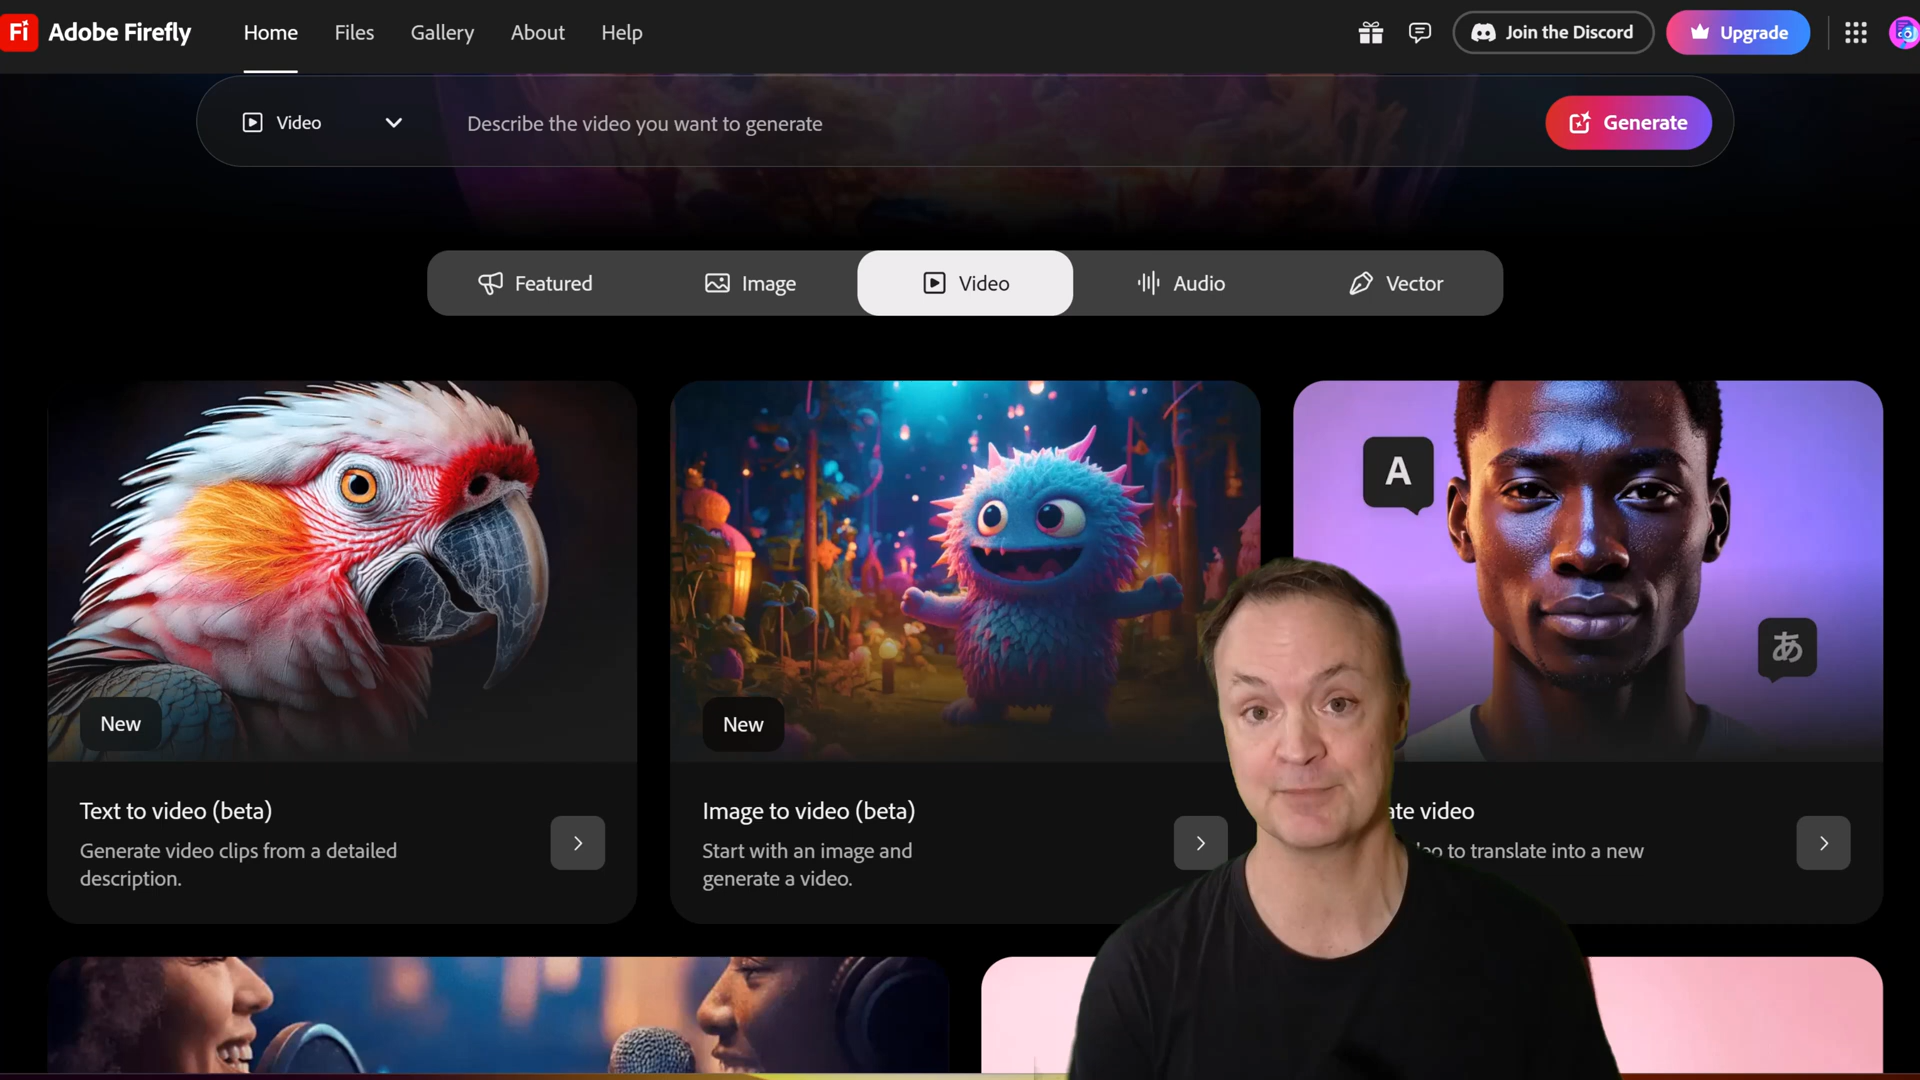 Fi Adobe Firefly Home Files Gallery About Help Join the Discord Upgrade
Video Describe the video you want to generate Generate
Featured Image Video Audio Vector
A
あ
New
New
Text to video (beta)
Generate video clips from a detailed
description.
Image to video (beta)
Start with an image and
generate a video.
video
to translate into a new